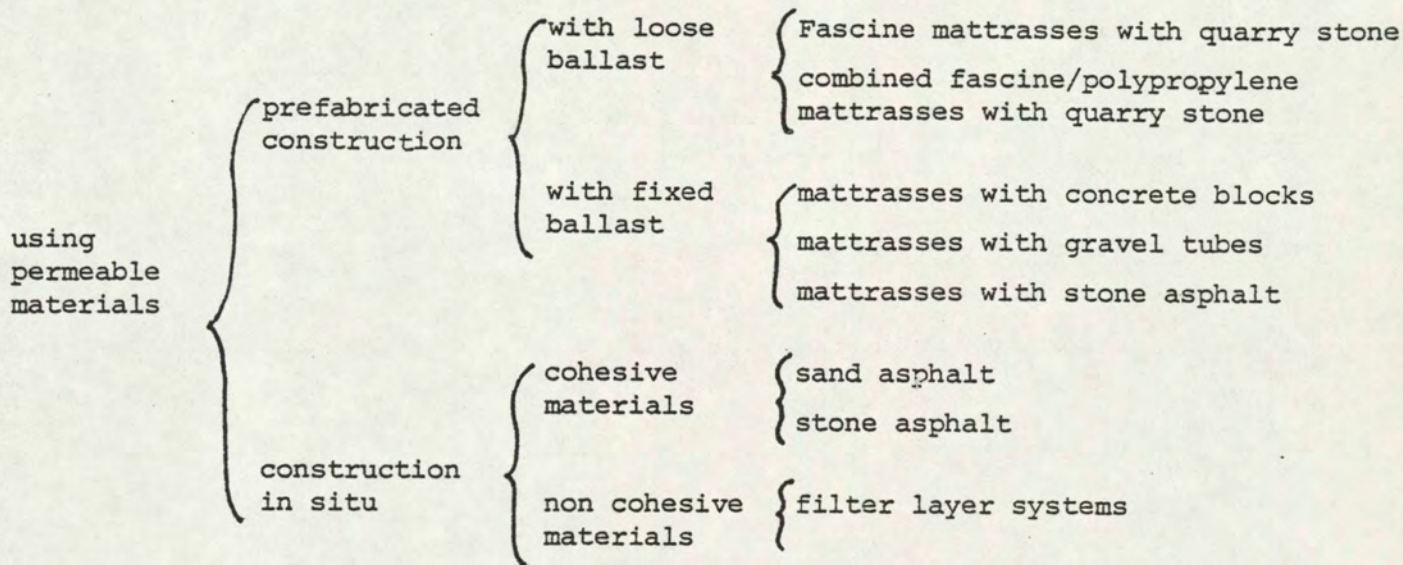 using
permeable
materials
prefabricated
construction
with loose
ballast
Fascine mattrasses with quarry stone
combined fascine/polypropylene
mattrasses with quarry stone
with fixed
ballast
mattrasses with concrete blocks
mattrasses with gravel tubes
mattrasses with stone asphalt
construction
in situ
cohesive
materials
sand asphalt
stone asphalt
non cohesive
materials
filter layer systems